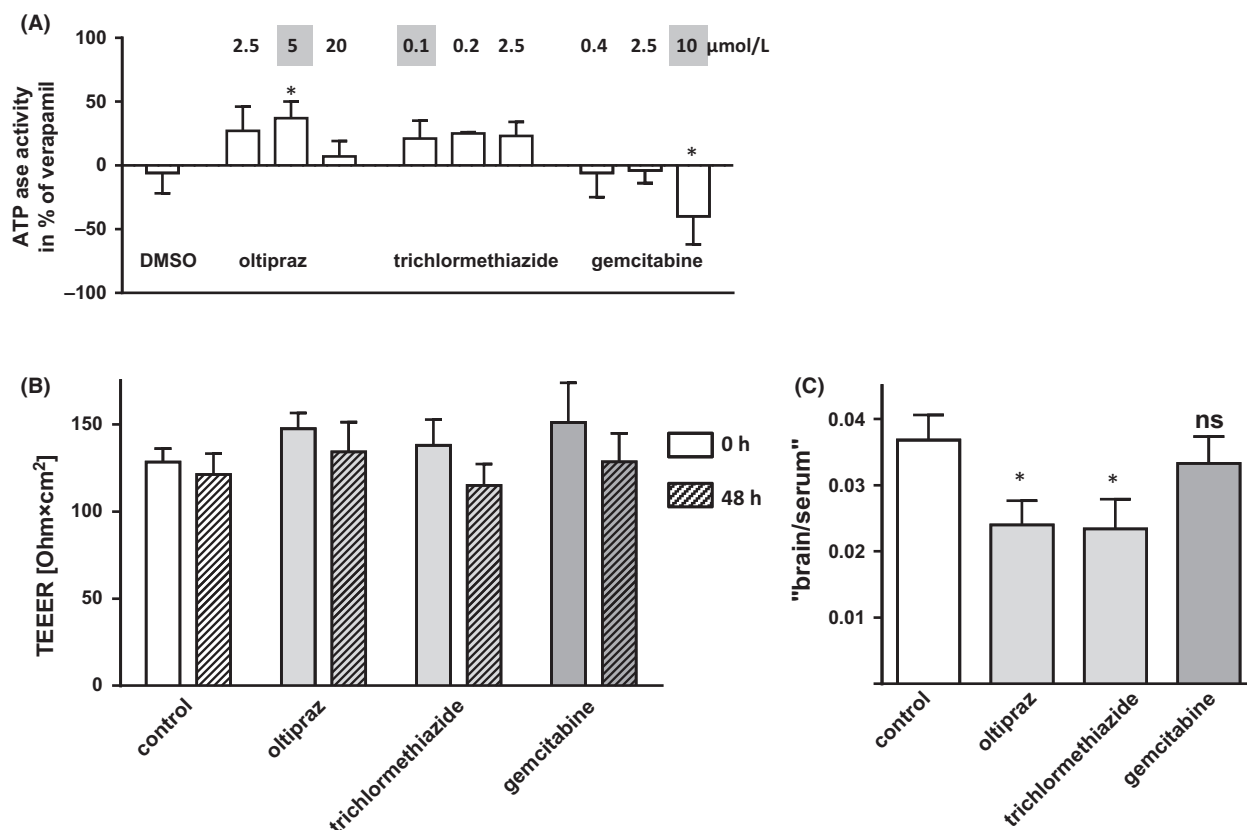 (A)
100
2.5 5 20 0.1 0.2 2.5 0.4 2.5 10 μmol/L
ATP ase activity
in % of verapamil
50
*
0
*
−50
DMSO oltipraz trichlormethiazide gemcitabine
−100
(B)
TEEER [Ohm×cm²]
150
100
50
0
0 h
48 h
control oltipraz trichlormethiazide gemcitabine
(C)
"brain/serum"
0.04
0.03
0.02
0.01
* * ns
control oltipraz trichlormethiazide gemcitabine